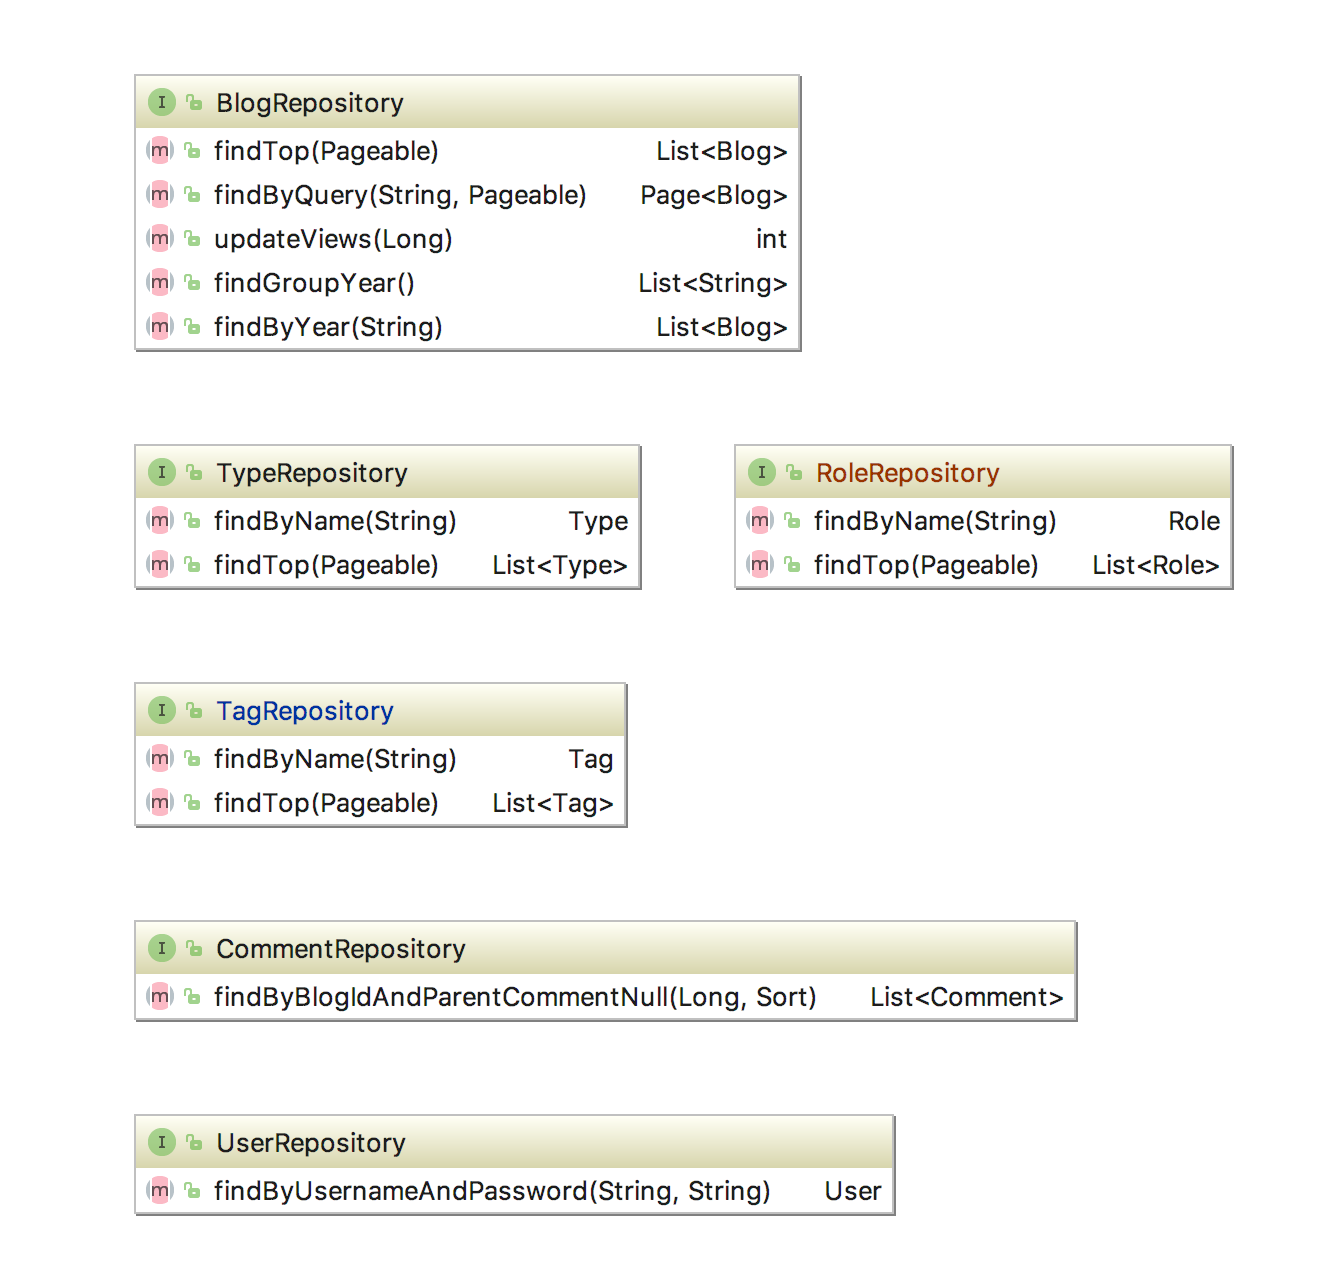 I BlogRepository
m findTop(Pageable) List<Blog>
m findByQuery(String, Pageable) Page<Blog>
m updateViews(Long) int
m findGroupYear() List<String>
m findByYear(String) List<Blog>
I TypeRepository
m findByName(String) Type
m findTop(Pageable) List<Type>
I RoleRepository
m findByName(String) Role
m findTop(Pageable) List<Role>
I TagRepository
m findByName(String) Tag
m findTop(Pageable) List<Tag>
I CommentRepository
m findByBlogIdAndParentCommentNull(Long, Sort) List<Comment>
I UserRepository
m findByUsernameAndPassword(String, String) User